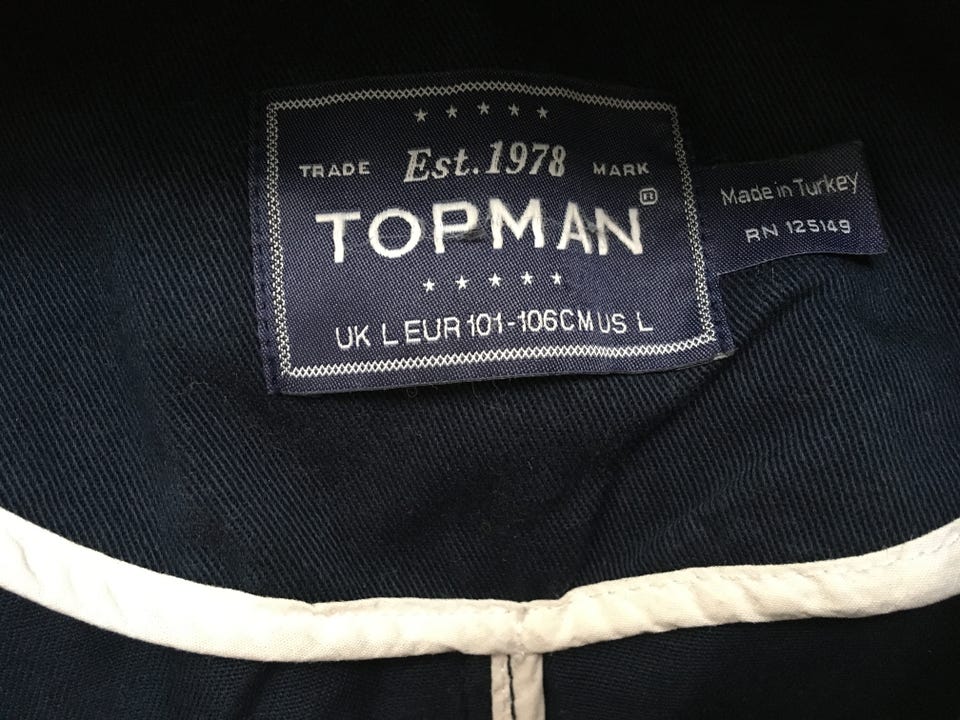 ★ ★ ★ ★ ★
TRADE Est. 1978 MARK
TOPMAN®
★ ★ ★ ★ ★
UK L EUR 101-106CM US L
Made in Turkey
RN 125149